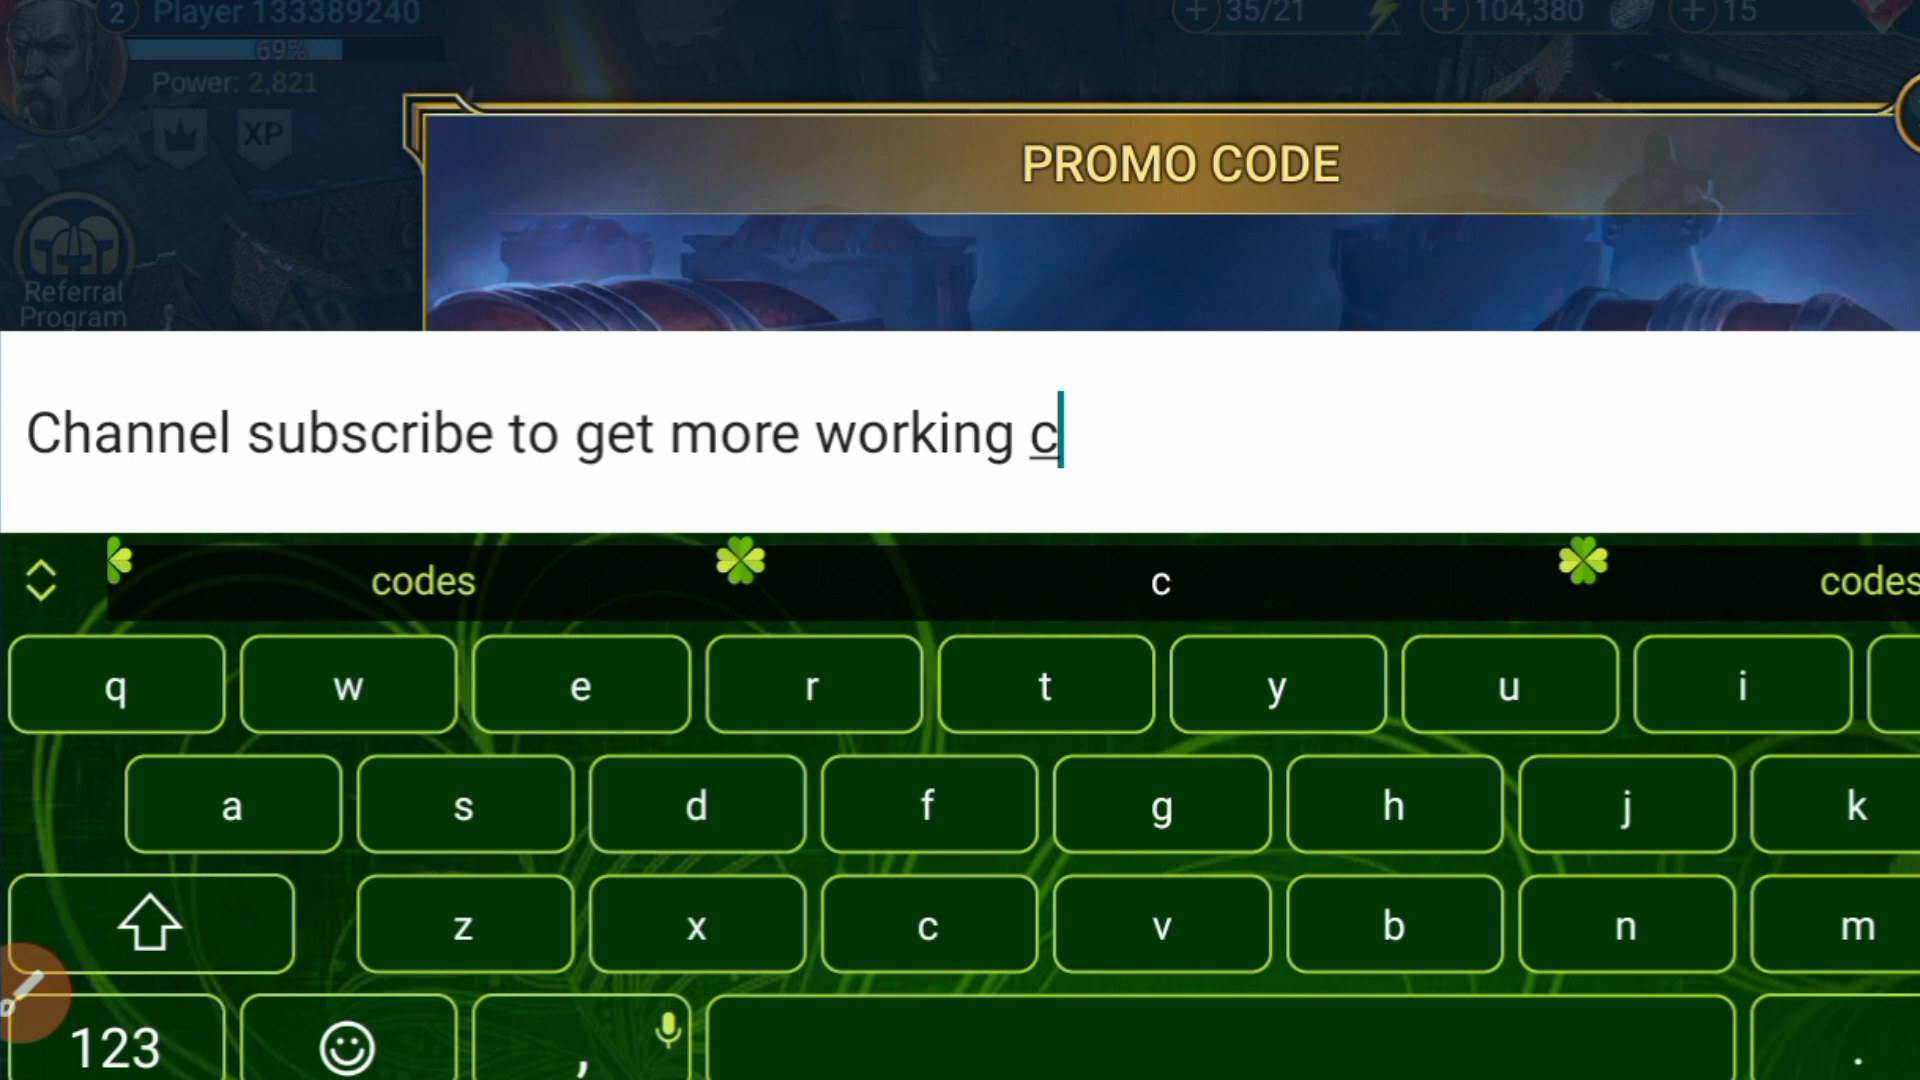 2 Player 133389240
35/21 104,380 15
69%
Power: 2,821
XP
PROMO CODE
Referral
Program
Channel subscribe to get more working c
codes c codes
q w e r t y u i
a s d f g h j k
z x c v b n m
123 , .